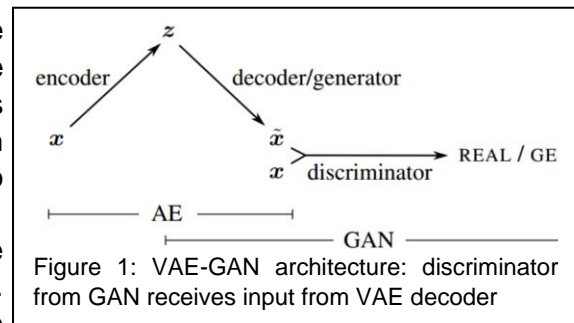 z
encoder
decoder/generator
x
x̃
x
discriminator
REAL / GE
AE
GAN
Figure 1: VAE-GAN architecture: discriminator
from GAN receives input from VAE decoder